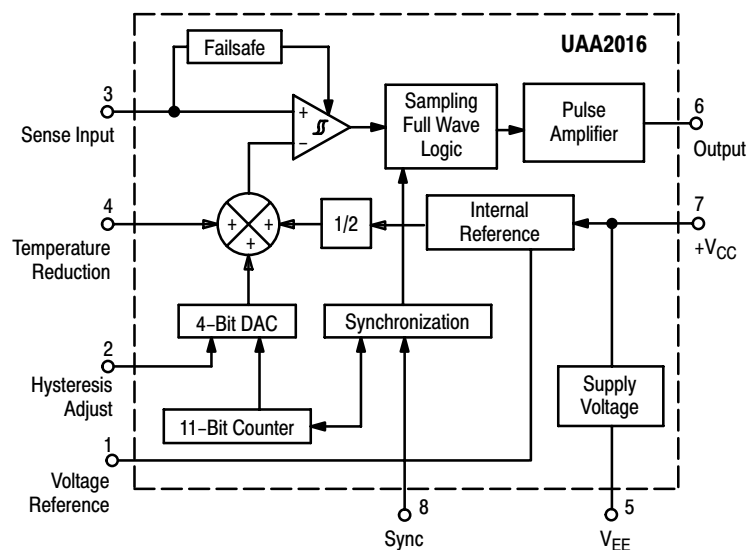 UAA2016
Failsafe
3
Sense Input
+
−
Sampling
Full Wave
Logic
Pulse
Amplifier
6
Output
4
Temperature
Reduction
+ +
+
1/2
Internal
Reference
7
+VCC
4−Bit DAC
Synchronization
2
Hysteresis
Adjust
11−Bit Counter
Supply
Voltage
1
Voltage
Reference
8
Sync
5
VEE